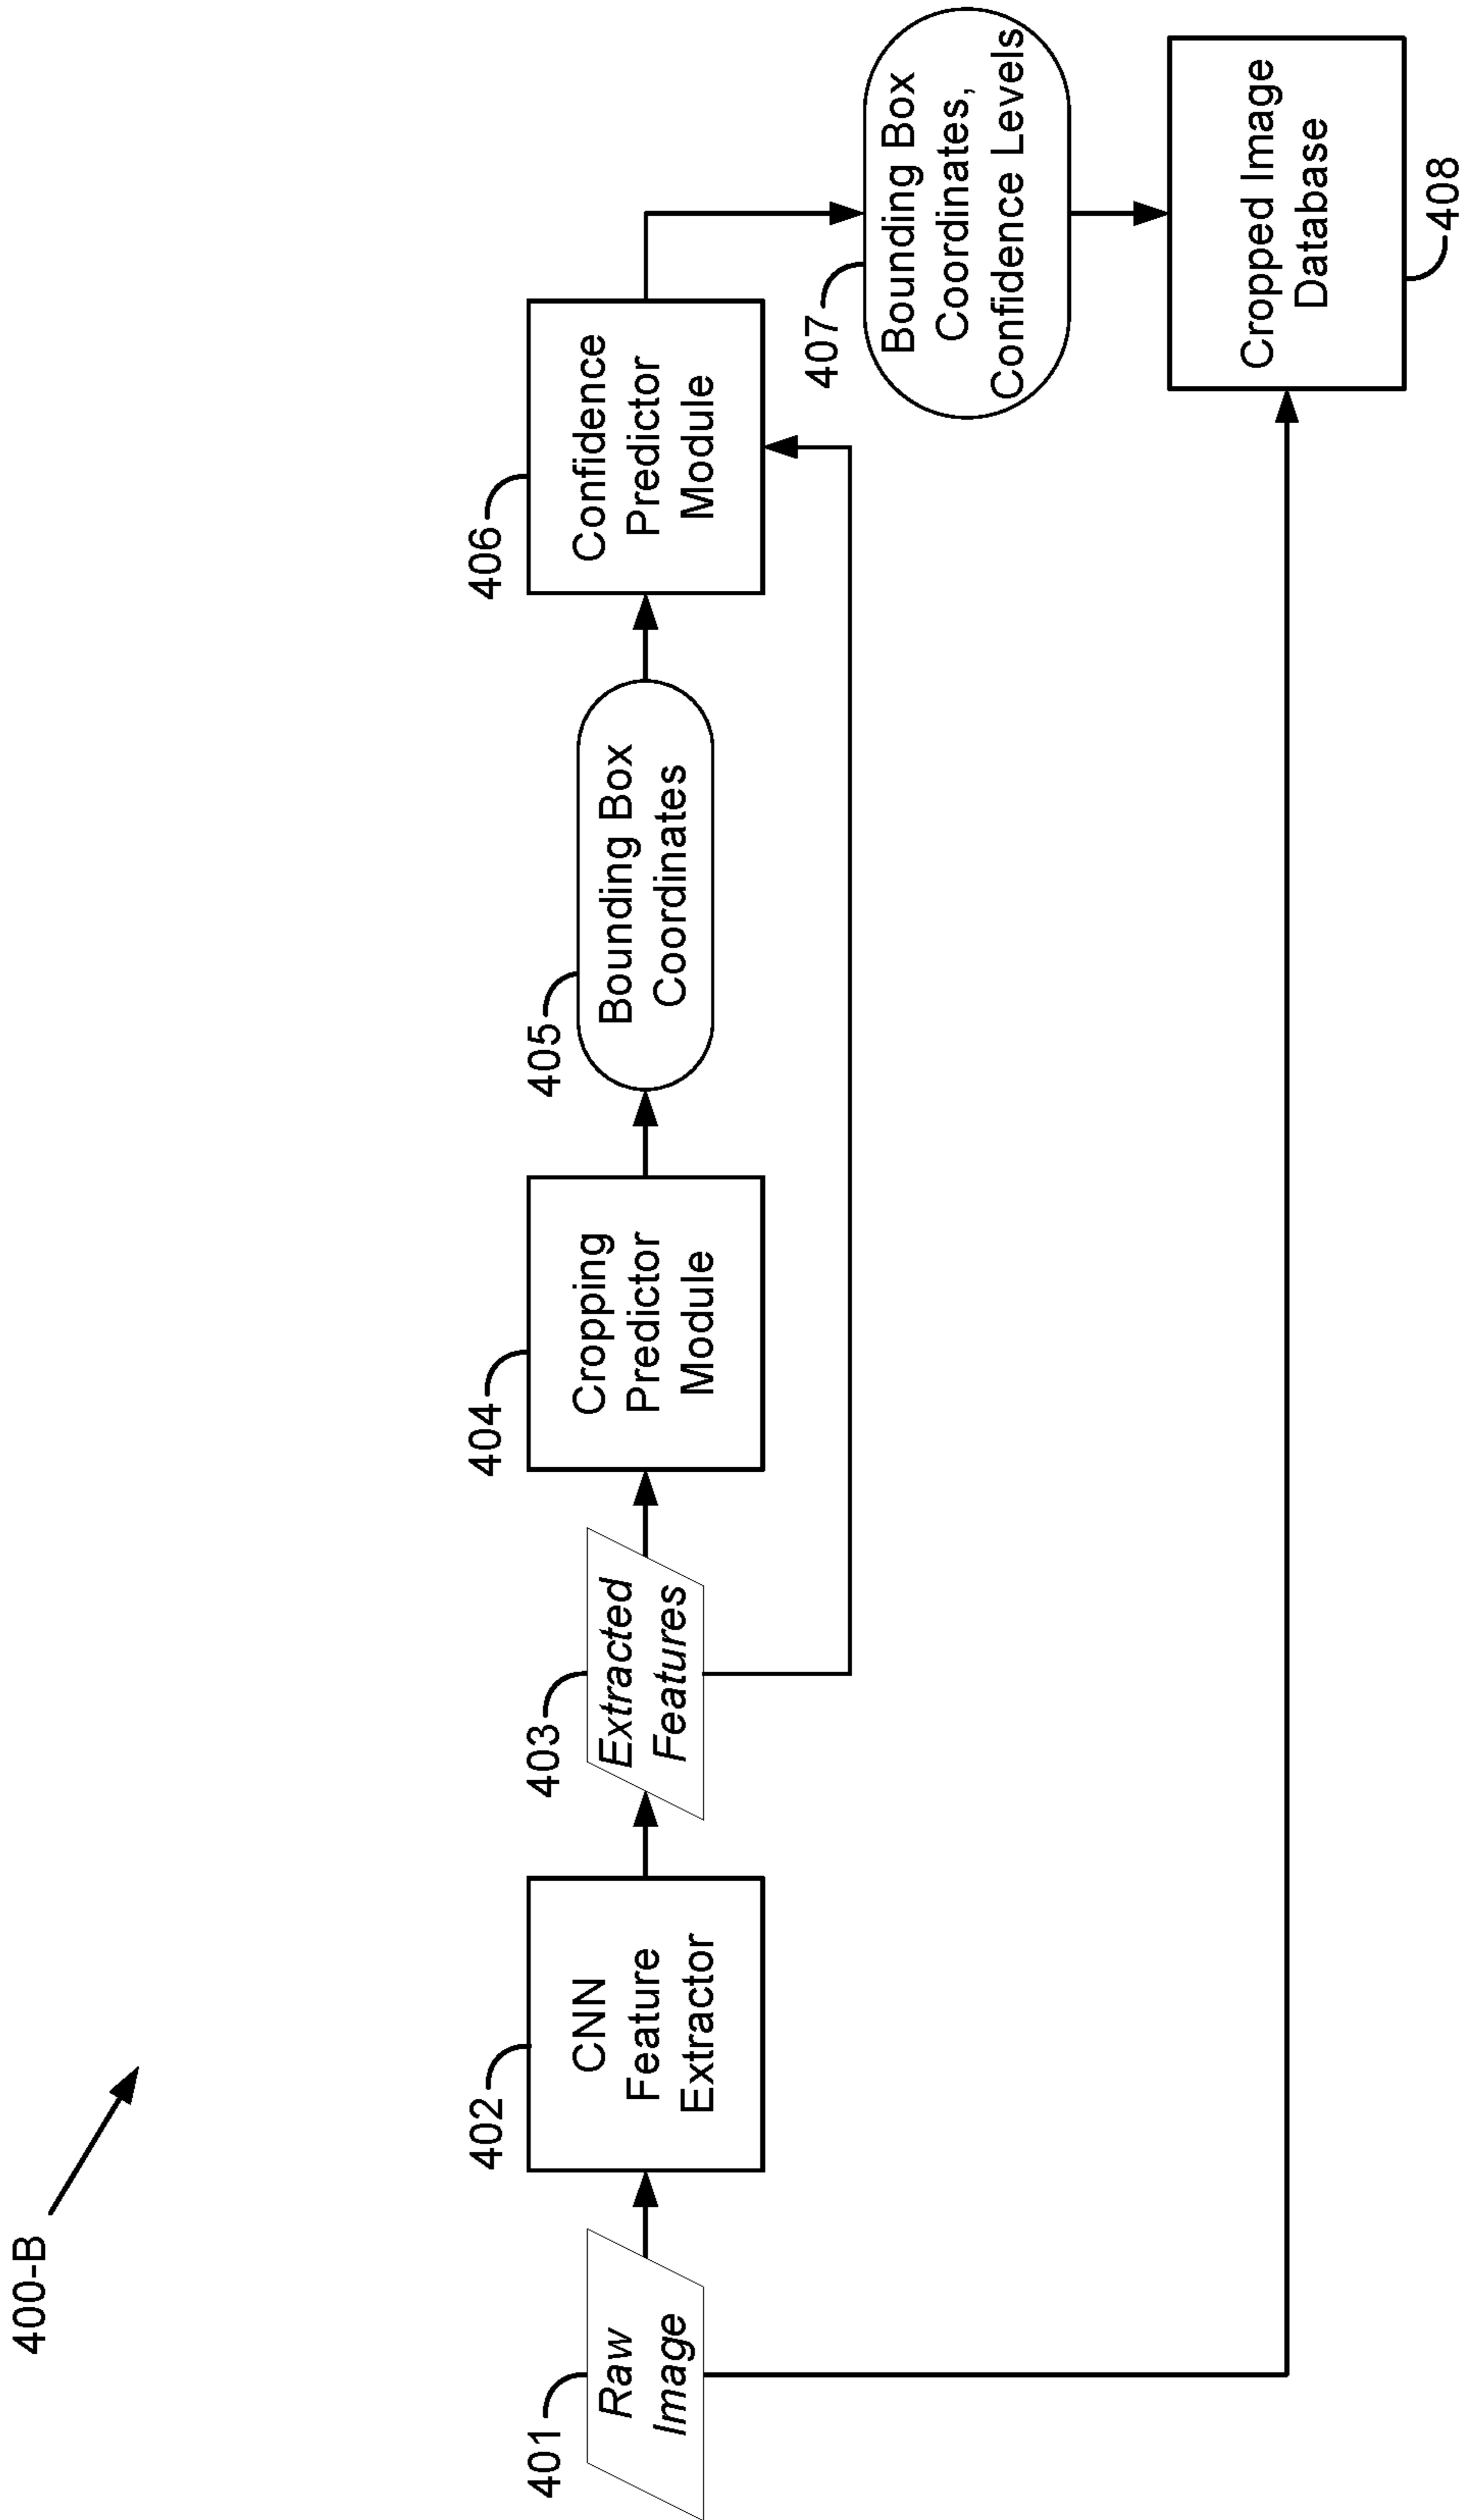 400-B
401
Raw
Image
402
CNN
Feature
Extractor
403
Extracted
Features
404
Cropping
Predictor
Module
405
Bounding Box
Coordinates
406
Confidence
Predictor
Module
407
Bounding Box
Coordinates,
Confidence Levels
Cropped Image
Database
408